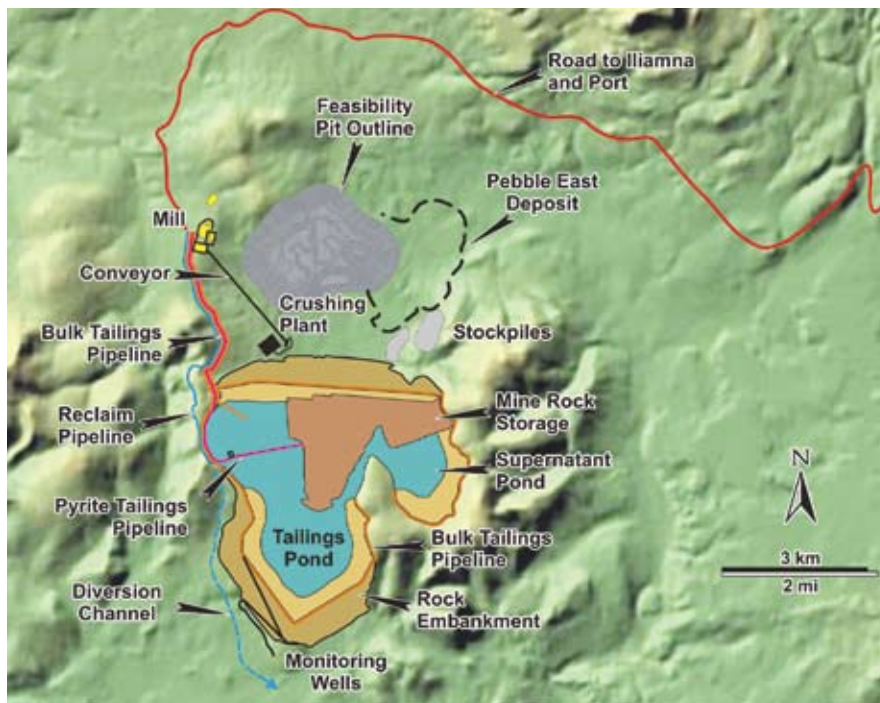 Road to Iliamna
and Port
Feasibility
Pit Outline
Pebble East
Deposit
Mill
Conveyor
Crushing
Plant
Stockpiles
Bulk Tailings
Pipeline
Reclaim
Pipeline
Mine Rock
Storage
Supernatant
Pond
N
Pyrite Tailings
Pipeline
Tailings
Pond
Bulk Tailings
Pipeline
3 km
2 mi
Diversion
Channel
Rock
Embankment
Monitoring
Wells